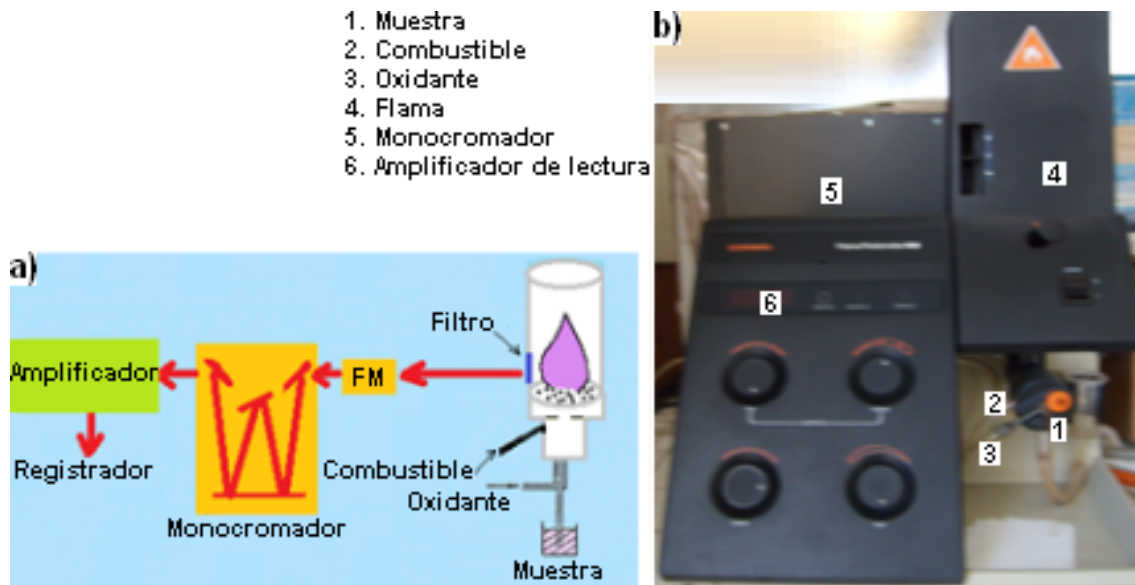 1. Muestra
2. Combustible
3. Oxidante
4. Flama
5. Monocromador
6. Amplificador de lectura
a)
Filtro
Amplificador
FM
Registrador
Combustible
Oxidante
Monocromador
Muestra
b)
4
5
6
2
1
3